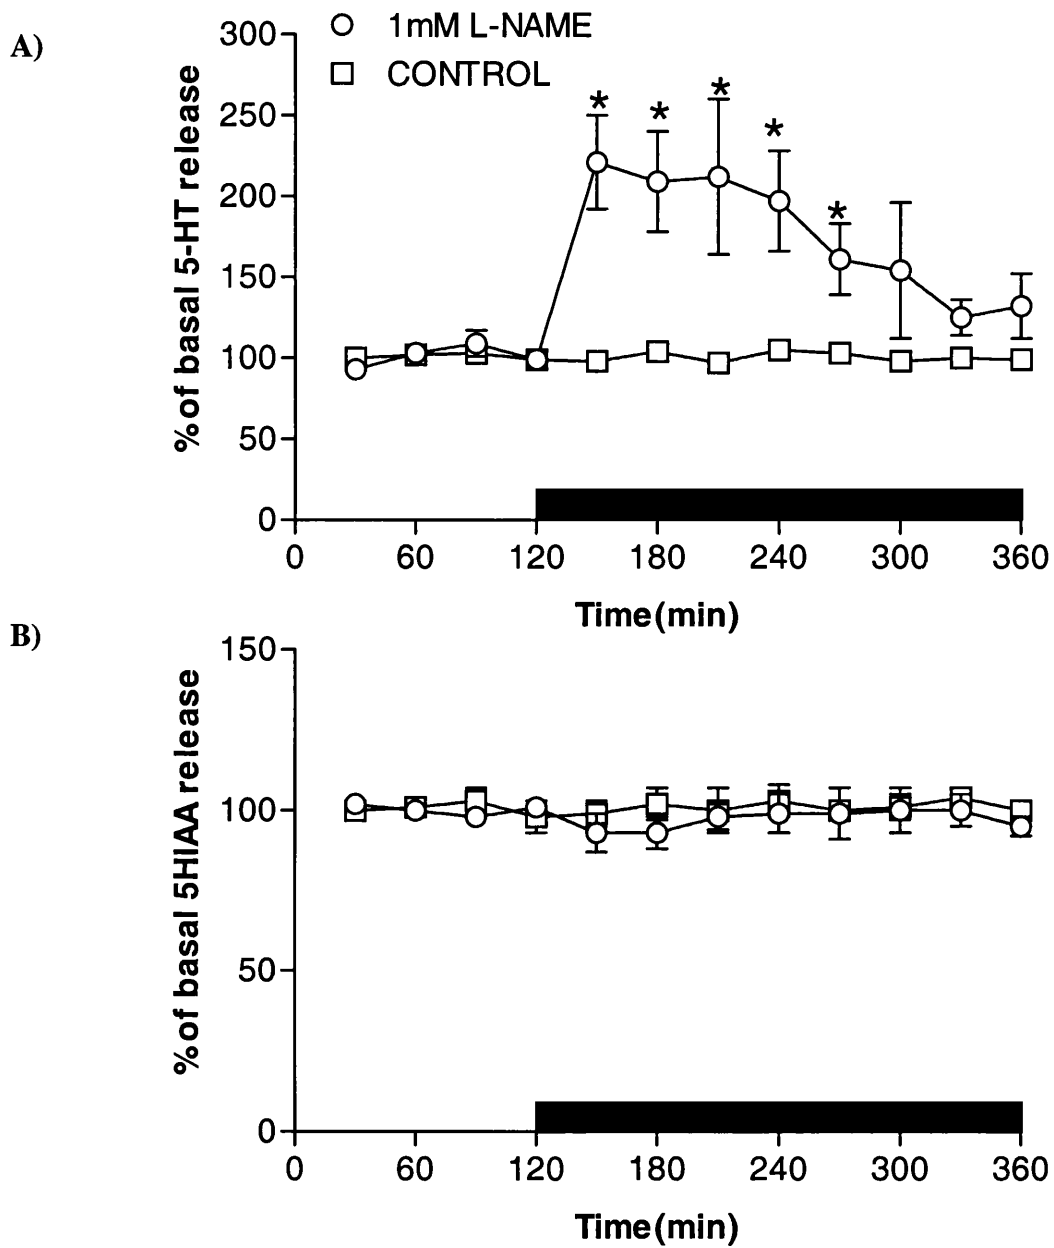 A)
1mM L-NAME
CONTROL
% of basal 5-HT release
300
250
200
150
100
50
0
* * * * *
0 60 120 180 240 300 360
Time(min)
B)
% of basal 5HIAA release
150
100
50
0
0 60 120 180 240 300 360
Time(min)